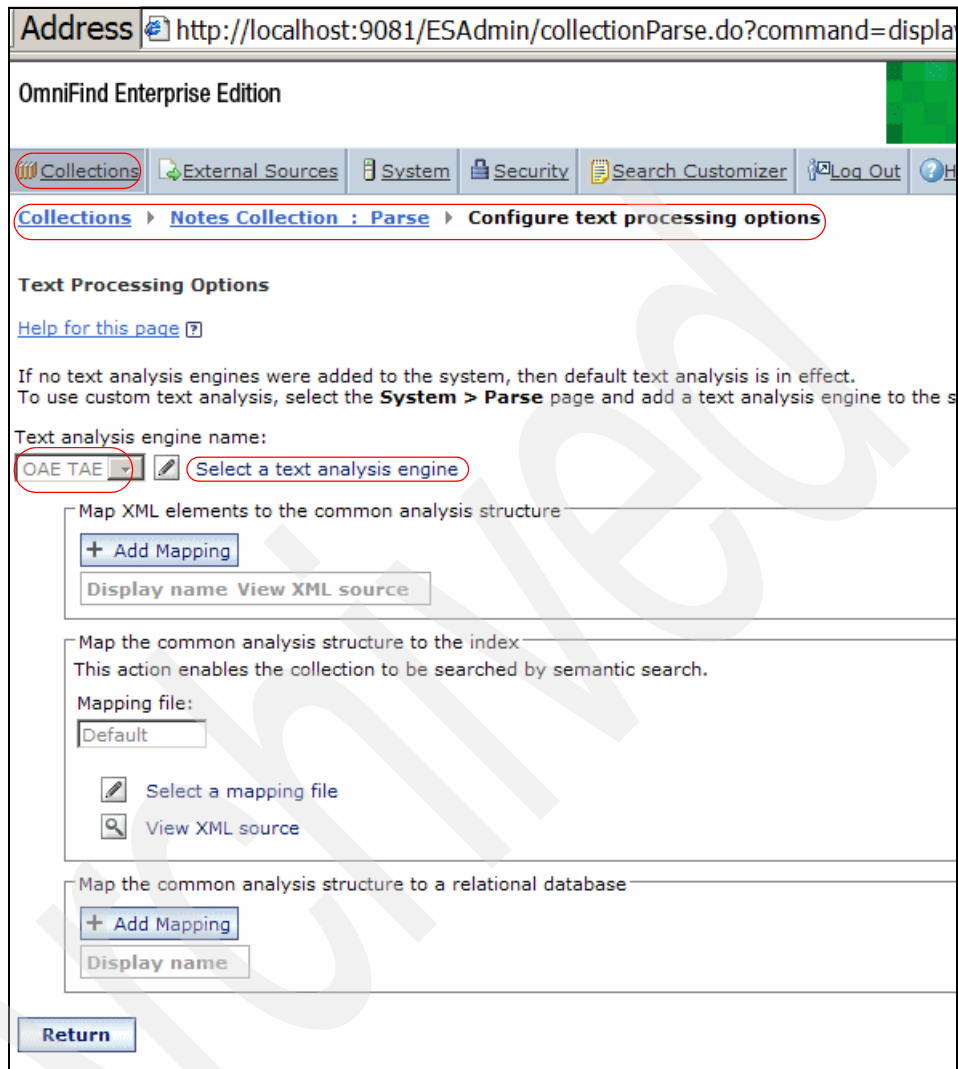 Address http://localhost:9081/ESAdmin/collectionParse.do?command=displa
OmniFind Enterprise Edition
Collections External Sources System Security Search Customizer Log Out H
Collections Notes Collection : Parse Configure text processing options
Text Processing Options
Help for this page ?
If no text analysis engines were added to the system, then default text analysis is in effect.
To use custom text analysis, select the System > Parse page and add a text analysis engine to the s
Text analysis engine name:
OAE TAE Select a text analysis engine
Map XML elements to the common analysis structure
+ Add Mapping
Display name View XML source
Map the common analysis structure to the index
This action enables the collection to be searched by semantic search.
Mapping file:
Default
Select a mapping file
View XML source
Map the common analysis structure to a relational database
+ Add Mapping
Display name
Return
rchived